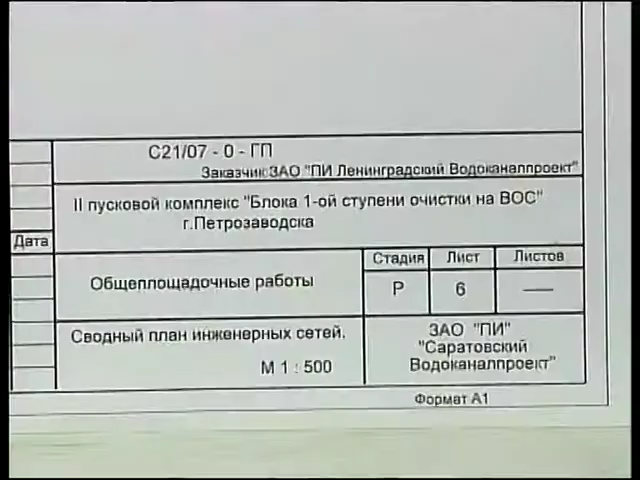 С21/07 - 0 - ГП
Заказчик ЗАО "ПИ Ленинградский Водоканалпроект"
II пусковой комплекс "Блока 1-ой ступени очистки на ВОС"
г.Петрозаводска
Дата
Общеплощадочные работы
Стадия Лист Листов
Р 6 —
Сводный план инженерных сетей.
М 1 : 500
ЗАО "ПИ"
"Саратовский
Водоканалпроект"
Формат А1